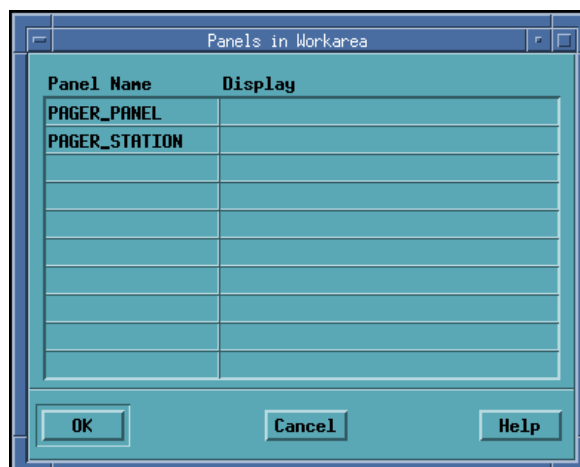 Panels in Workarea
Panel Name Display
PAGER_PANEL
PAGER_STATION
OK Cancel Help